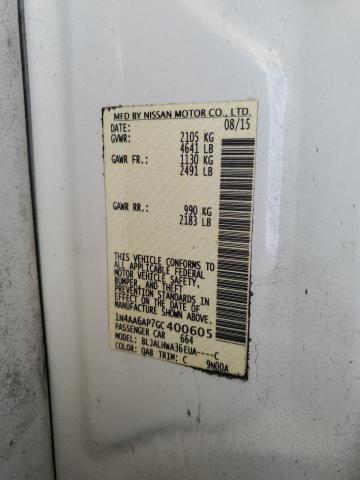 MFD BY NISSAN MOTOR CO., LTD.
DATE: 08/15
GVWR: 2105 KG
4641 LB
GAWR FR.: 1130 KG
2491 LB
GAWR RR.: 990 KG
2183 LB
THIS VEHICLE CONFORMS TO
ALL APPLICABLE FEDERAL
MOTOR VEHICLE SAFETY,
BUMPER, AND THEFT
PREVENTION STANDARDS IN
EFFECT ON THE DATE OF
MANUFACTURE SHOWN ABOVE.
1N4AA6AP7GC400605
PASSENGER CAR 664
MODEL: BLJALHWA36EUA----C
COLOR: QAB TRIM: C 9N00A